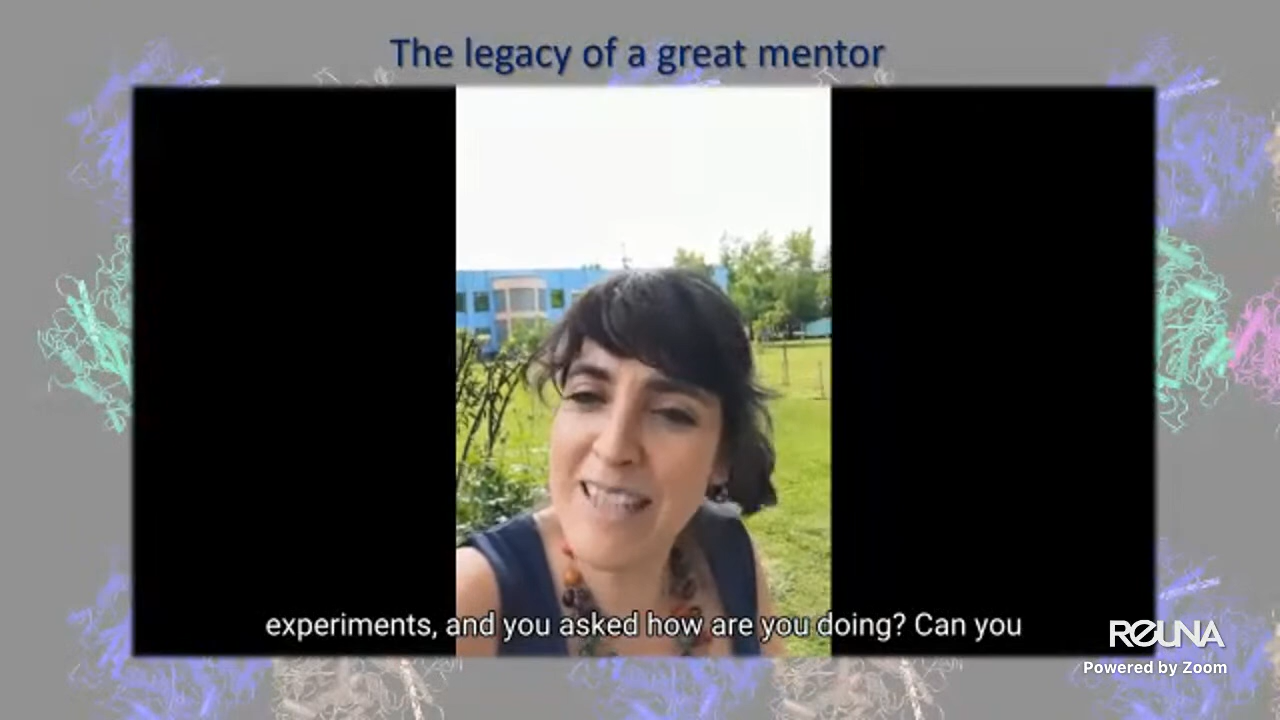 The legacy of a great mentor
experiments, and you asked how are you doing? Can you
REUNA
Powered by Zoom